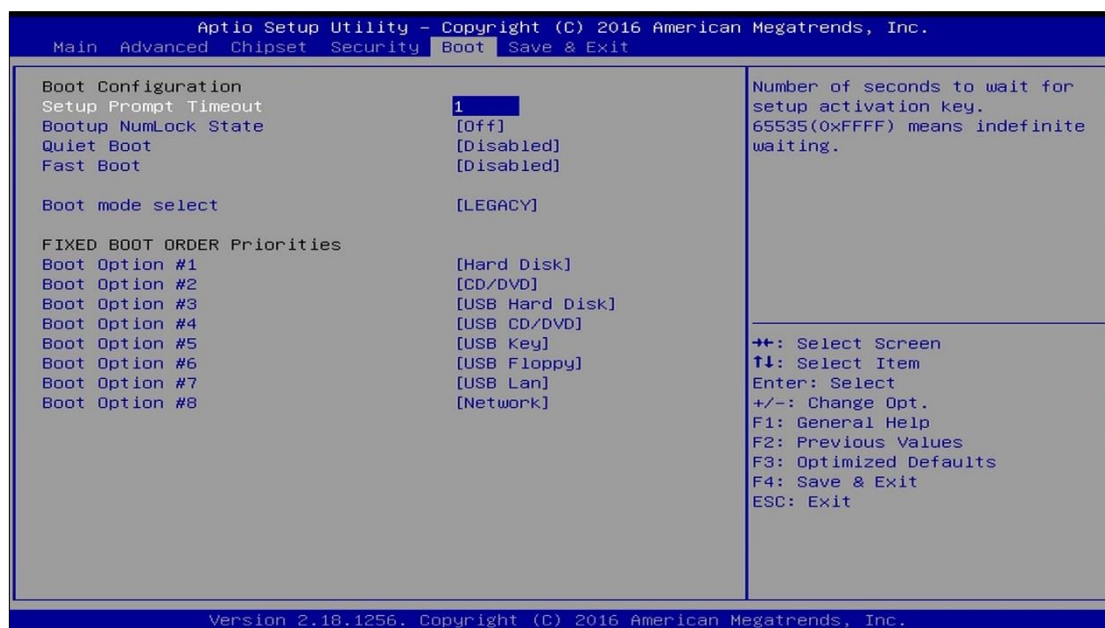 Aptio Setup Utility – Copyright (C) 2016 American Megatrends, Inc.
Main Advanced Chipset Security Boot Save & Exit
Boot Configuration
Setup Prompt Timeout 1
Bootup NumLock State [Off]
Quiet Boot [Disabled]
Fast Boot [Disabled]
Boot mode select [LEGACY]
FIXED BOOT ORDER Priorities
Boot Option #1 [Hard Disk]
Boot Option #2 [CD/DVD]
Boot Option #3 [USB Hard Disk]
Boot Option #4 [USB CD/DVD]
Boot Option #5 [USB Key]
Boot Option #6 [USB Floppy]
Boot Option #7 [USB Lan]
Boot Option #8 [Network]
Number of seconds to wait for
setup activation key.
65535(0xFFFF) means indefinite
waiting.
→←: Select Screen
↑↓: Select Item
Enter: Select
+/-: Change Opt.
F1: General Help
F2: Previous Values
F3: Optimized Defaults
F4: Save & Exit
ESC: Exit
Version 2.18.1256. Copyright (C) 2016 American Megatrends, Inc.